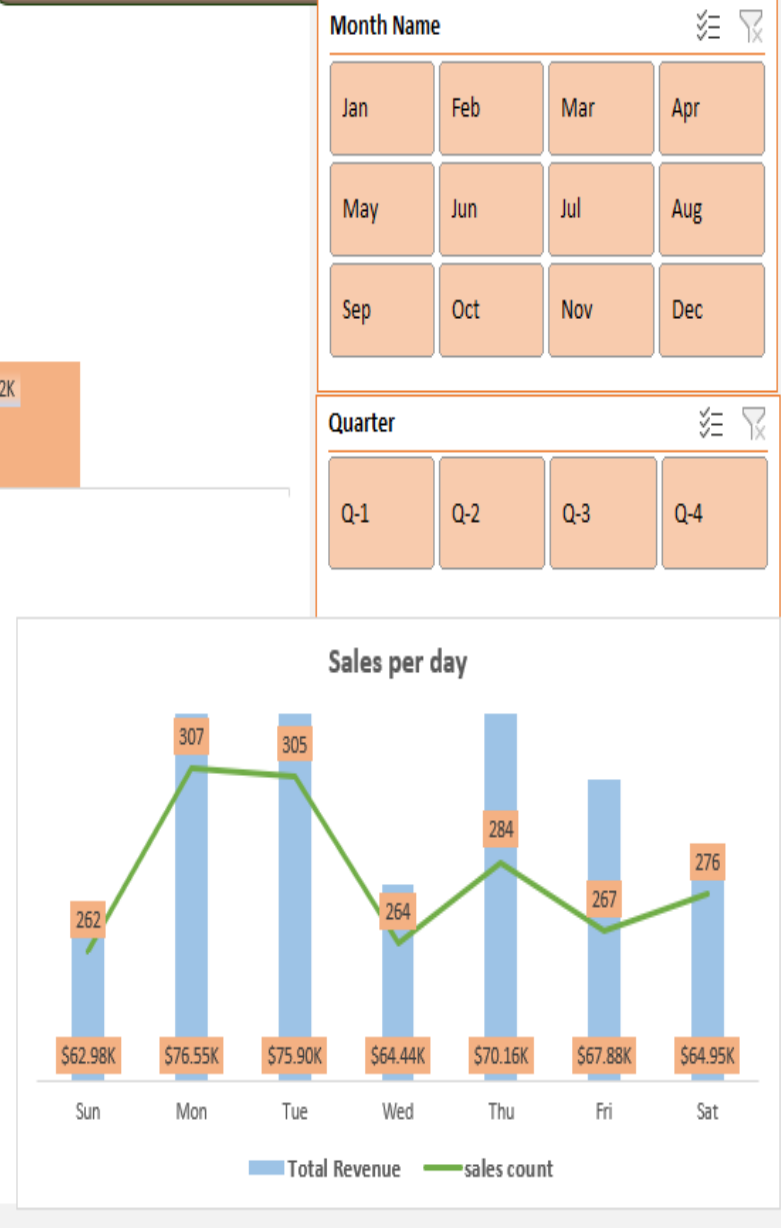 Month Name
Jan Feb Mar Apr
May Jun Jul Aug
Sep Oct Nov Dec
2K
Quarter
Q-1 Q-2 Q-3 Q-4
Sales per day
307
305
284
276
267
264
262
$62.98K $76.55K $75.90K $64.44K $70.16K $67.88K $64.95K
Sun Mon Tue Wed Thu Fri Sat
Total Revenue sales count